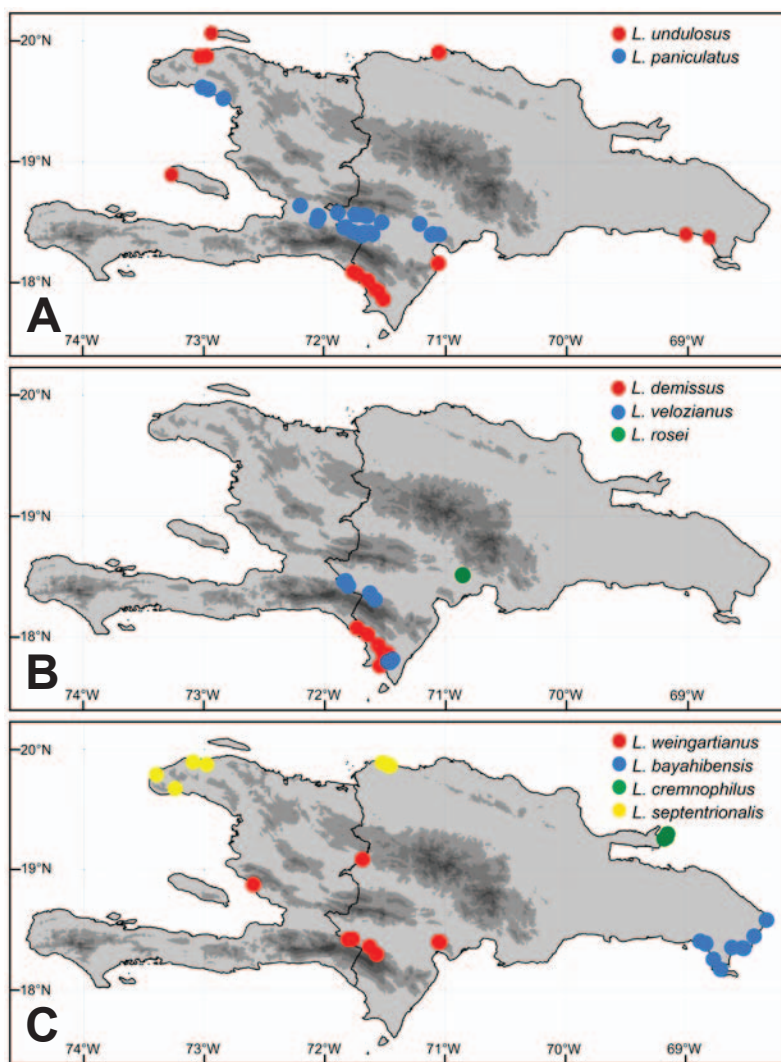 20°N
L. undulosus
L. paniculatus
19°N
18°N
A
74°W 73°W 72°W 71°W 70°W 69°W
20°N
L. demissus
L. velozianus
L. rosei
19°N
18°N
B
74°W 73°W 72°W 71°W 70°W 69°W
20°N
L. weingartianus
L. bayahibensis
L. cremnophilus
L. septentrionalis
19°N
18°N
C
74°W 73°W 72°W 71°W 70°W 69°W